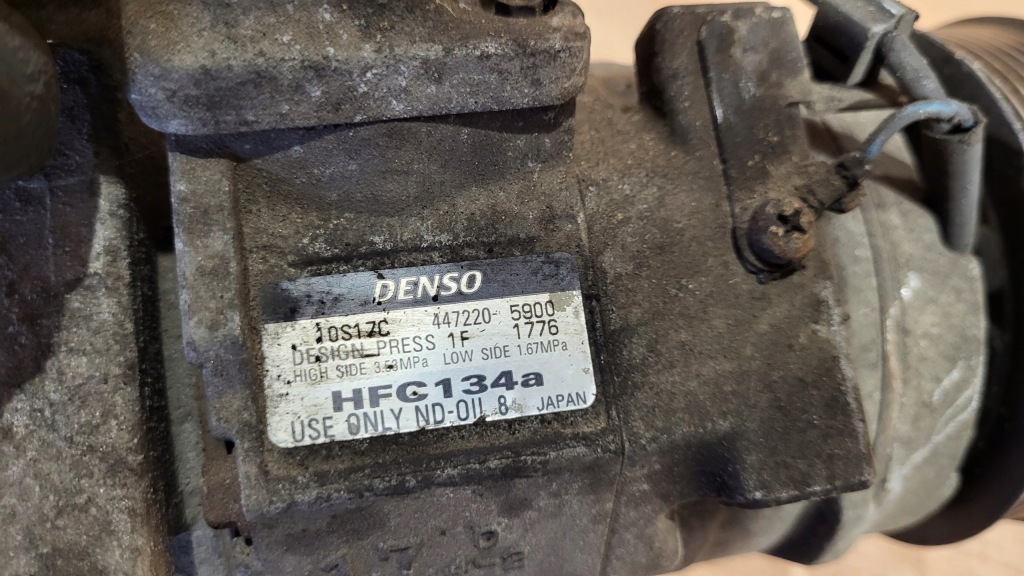 DENSO
10S17C 447220-5900
DESIGN PRESS 1F 1776
HIGH SIDE 3.53MPa LOW SIDE 1.67MPa
HFC134a
USE ONLY ND-OIL 8 JAPAN